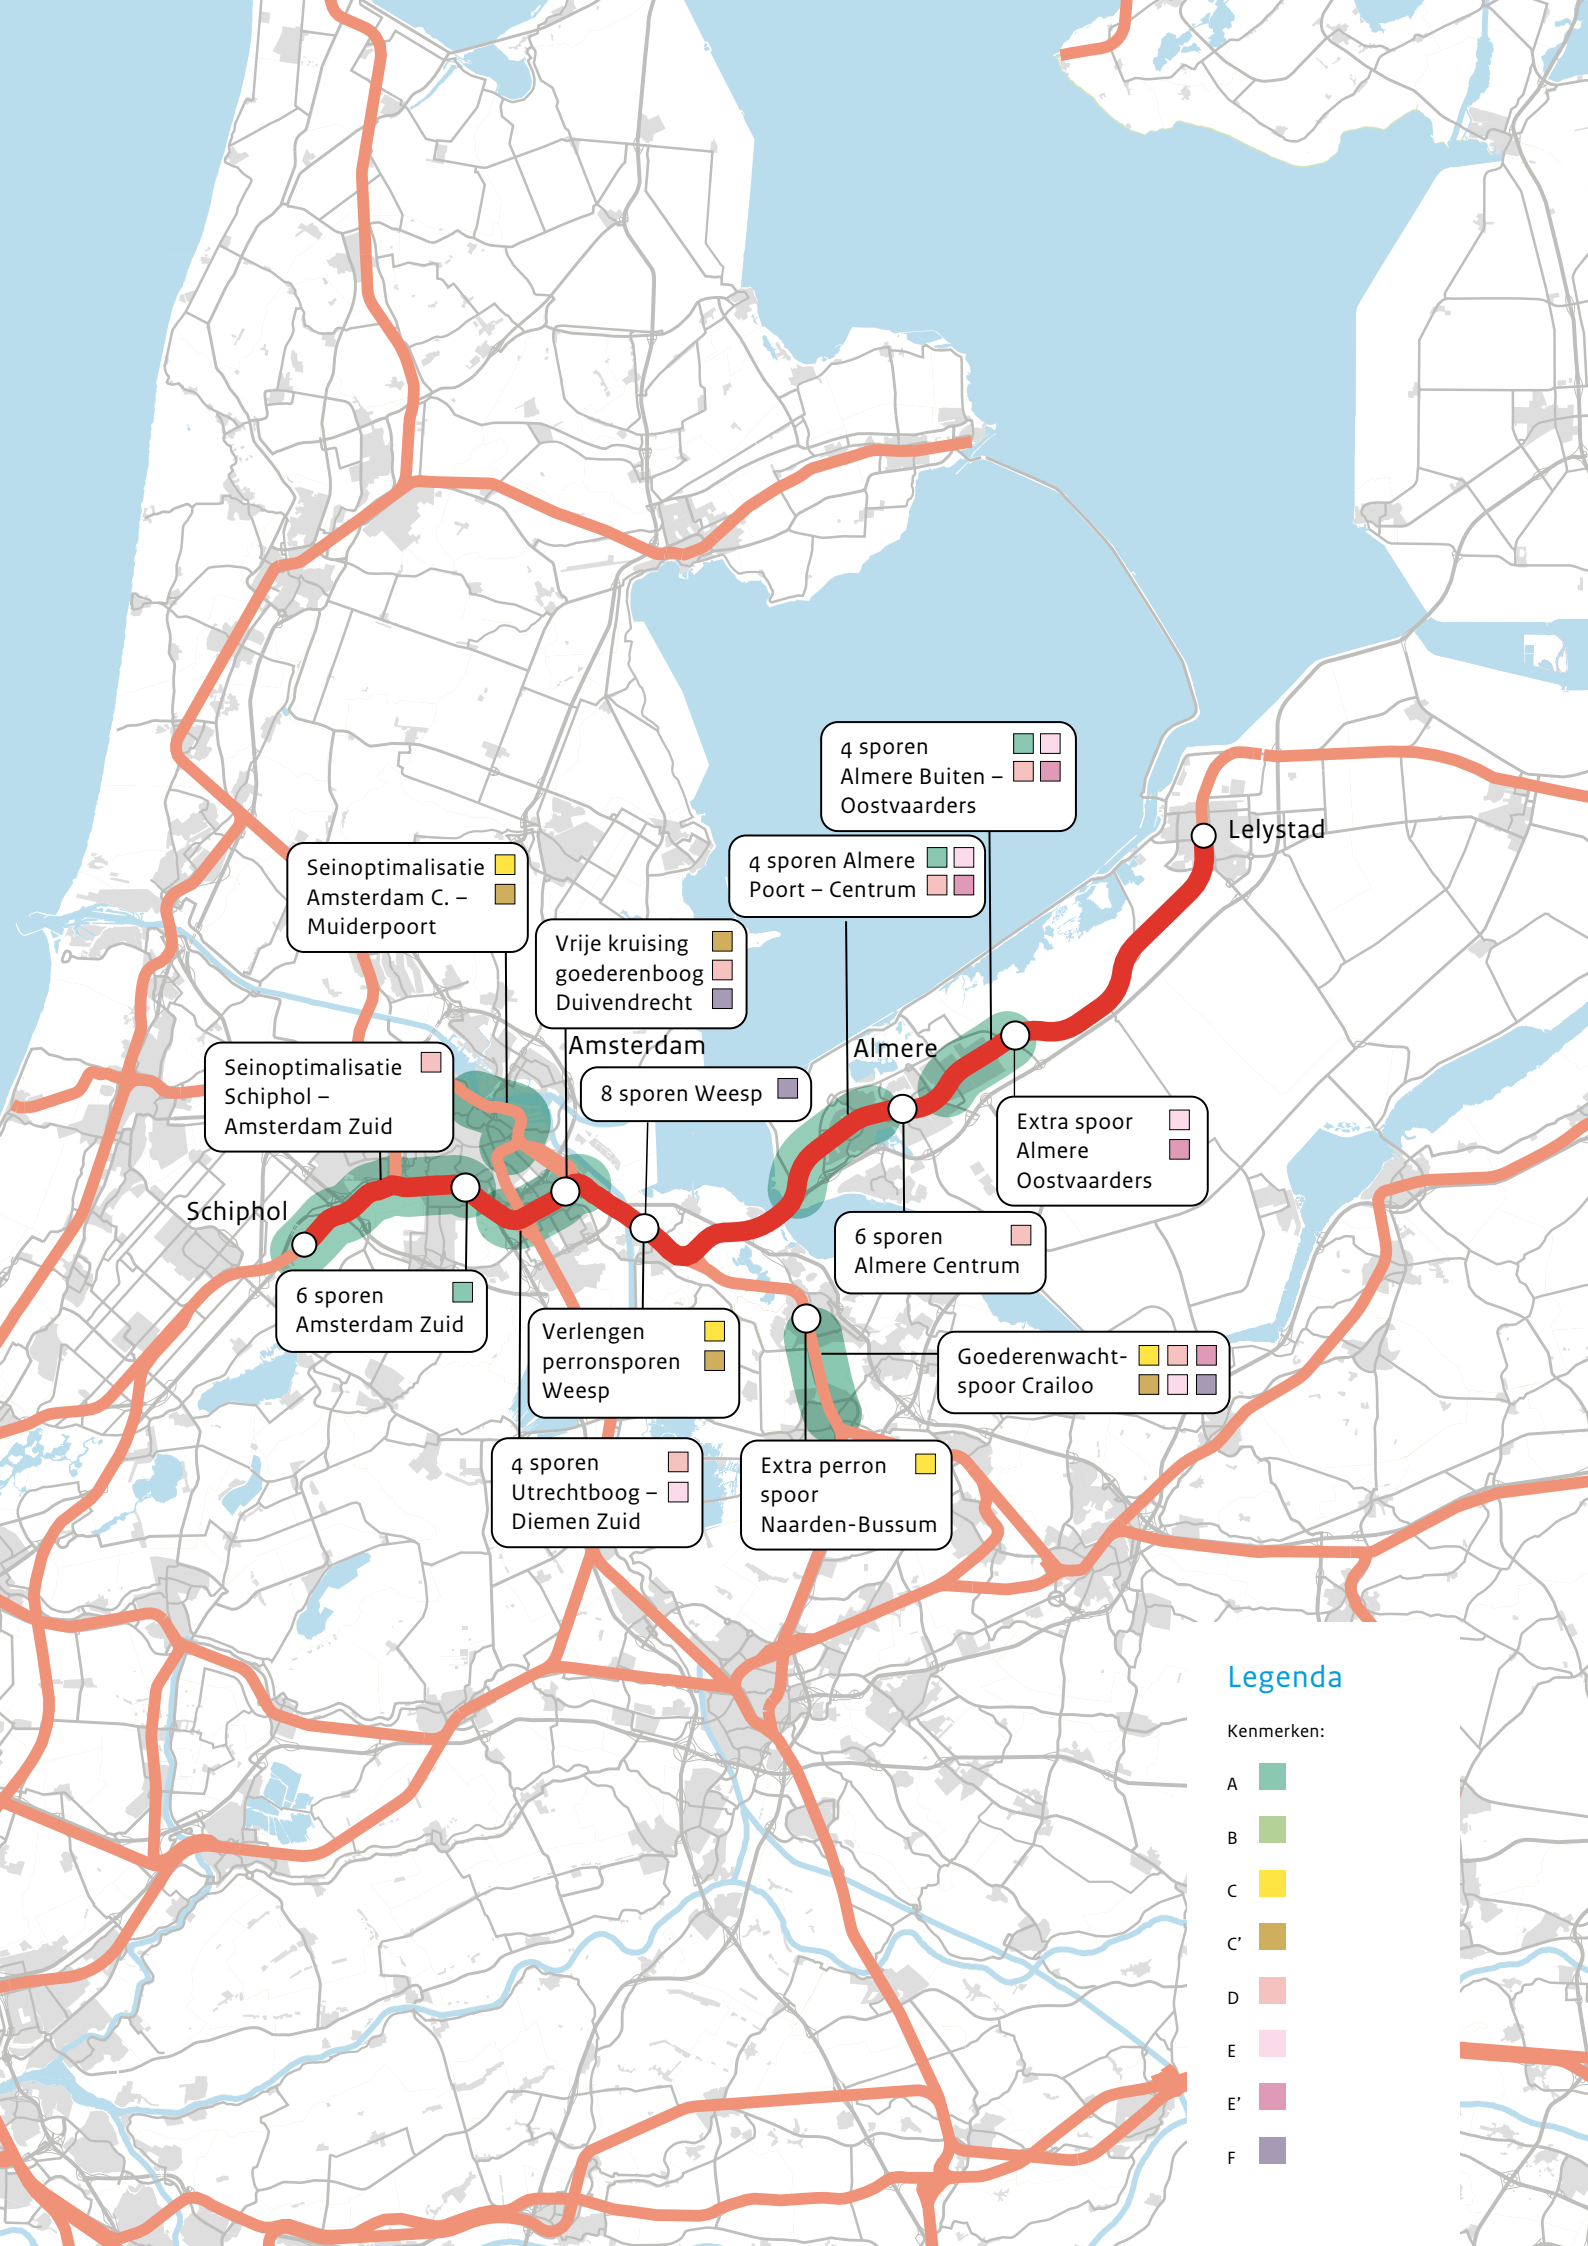 4 sporen
Almere Buiten –
Oostvaarders
Lelystad
4 sporen Almere
Poort – Centrum
Seinoptimalisatie
Amsterdam C. –
Muiderpoort
Vrije kruising
goederenboog
Duivendrecht
Amsterdam
Almere
Seinoptimalisatie
Schiphol –
Amsterdam Zuid
8 sporen Weesp
Extra spoor
Almere
Oostvaarders
Schiphol
6 sporen
Almere Centrum
6 sporen
Amsterdam Zuid
Verlengen
perronsporen
Weesp
Goederenwacht-
spoor Crailoo
4 sporen
Utrechtboog –
Diemen Zuid
Extra perron
spoor
Naarden-Bussum
Legenda
Kenmerken:
A
B
C
C’
D
E
E’
F